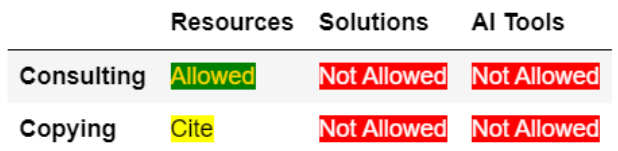 Resources Solutions AI Tools
Consulting Allowed Not Allowed Not Allowed
Copying Cite Not Allowed Not Allowed